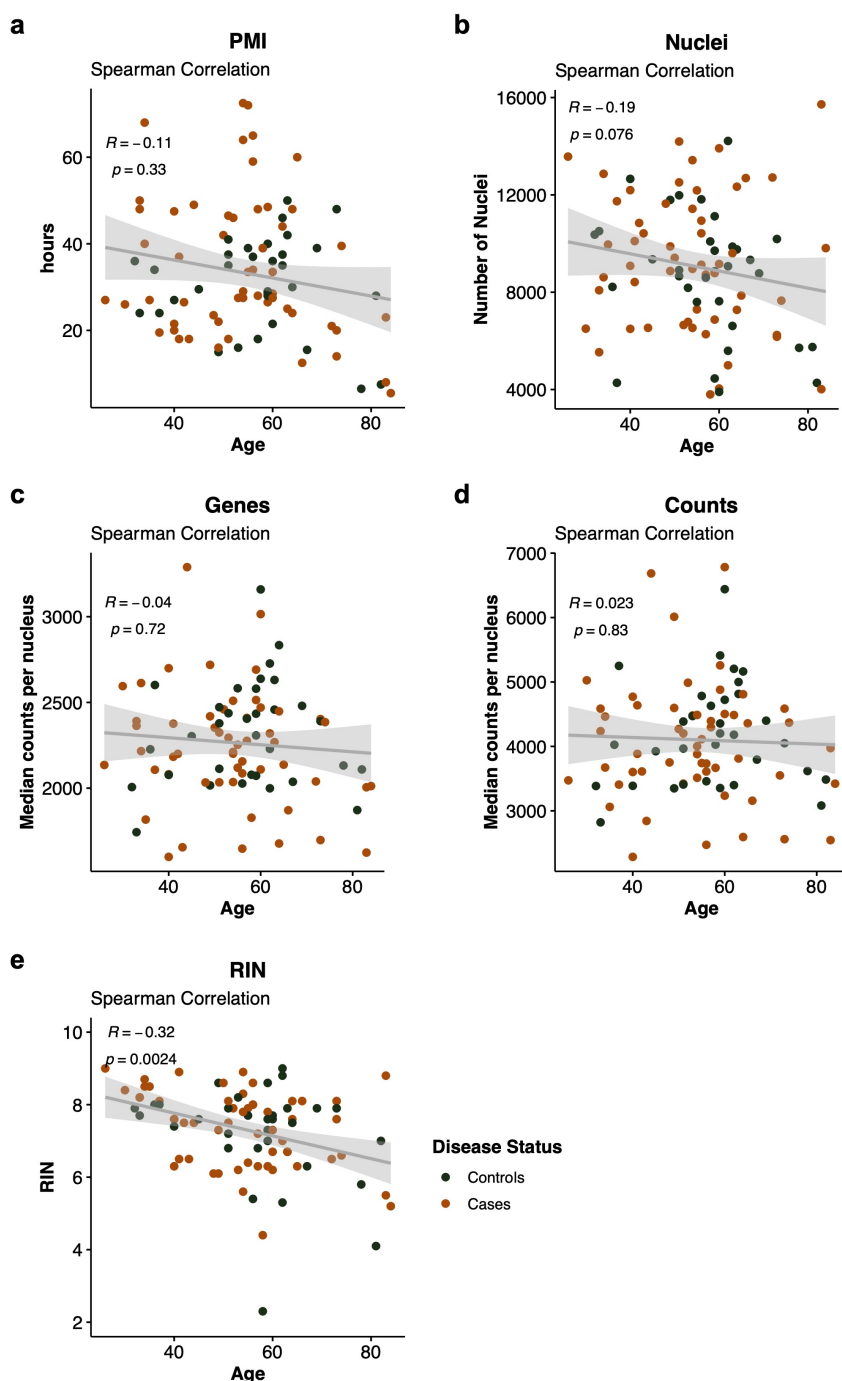 a
PMI
Spearman Correlation
R = −0.11
p = 0.33
60
40
20
hours
40 60 80
Age
b
Nuclei
Spearman Correlation
R = −0.19
p = 0.076
16000
12000
8000
4000
Number of Nuclei
40 60 80
Age
c
Genes
Spearman Correlation
R = −0.04
p = 0.72
3000
2500
2000
Median counts per nucleus
40 60 80
Age
d
Counts
Spearman Correlation
R = 0.023
p = 0.83
7000
6000
5000
4000
3000
Median counts per nucleus
40 60 80
Age
e
RIN
Spearman Correlation
R = −0.32
p = 0.0024
10
8
6
4
2
RIN
40 60 80
Age
Disease Status
Controls
Cases